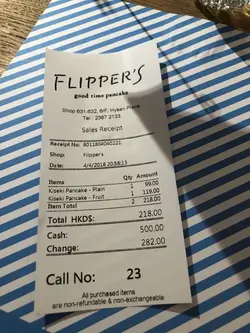 FLIPPER'S
good time pancake
Shop 631-602, 6/F, Hysan Place
Tel : 2387 2133
Sales Receipt
Receipt No: 8011804040221
Shop: Flippers
Date: 4/4/2018 20:58:13
Items Qty Amount
Kiseki Pancake - Plain 1 99.00
Kiseki Pancake - Fruit 1 119.00
Item Total 2 218.00
Total HKD$: 218.00
Cash: 500.00
Change: 282.00
Call No: 23
All purchased items
are non-refundable & non-exchangeable